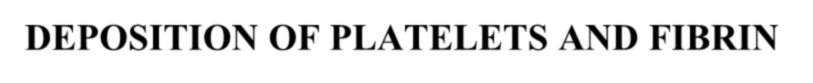 DEPOSITION OF PLATELETS AND FIBRIN